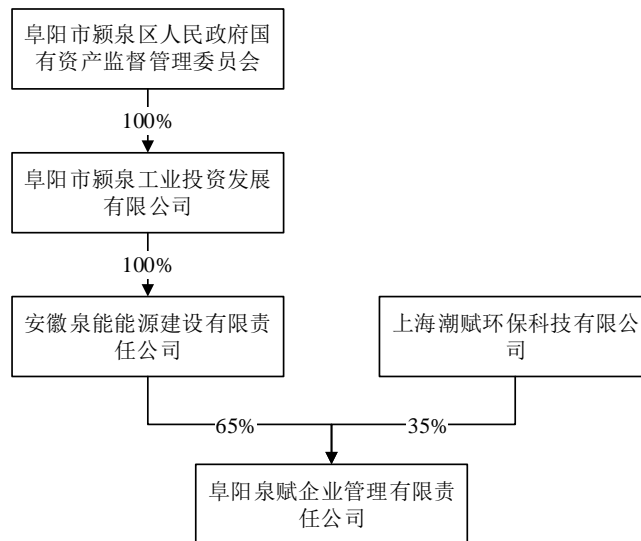 阜阳市颍泉区人民政府国
有资产监督管理委员会
100%
阜阳市颍泉工业投资发展
有限公司
100%
安徽泉能能源建设有限责
任公司
上海潮赋环保科技有限公
司
65%
35%
阜阳泉赋企业管理有限责
任公司